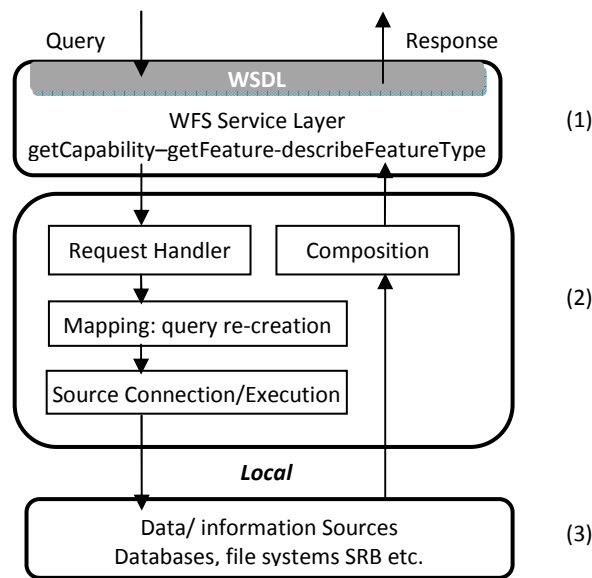 Query Response
WSDL
WFS Service Layer
getCapability–getFeature-describeFeatureType
(1)
Request Handler
Composition
Mapping: query re-creation
(2)
Source Connection/Execution
Local
Data/ information Sources
Databases, file systems SRB etc.
(3)